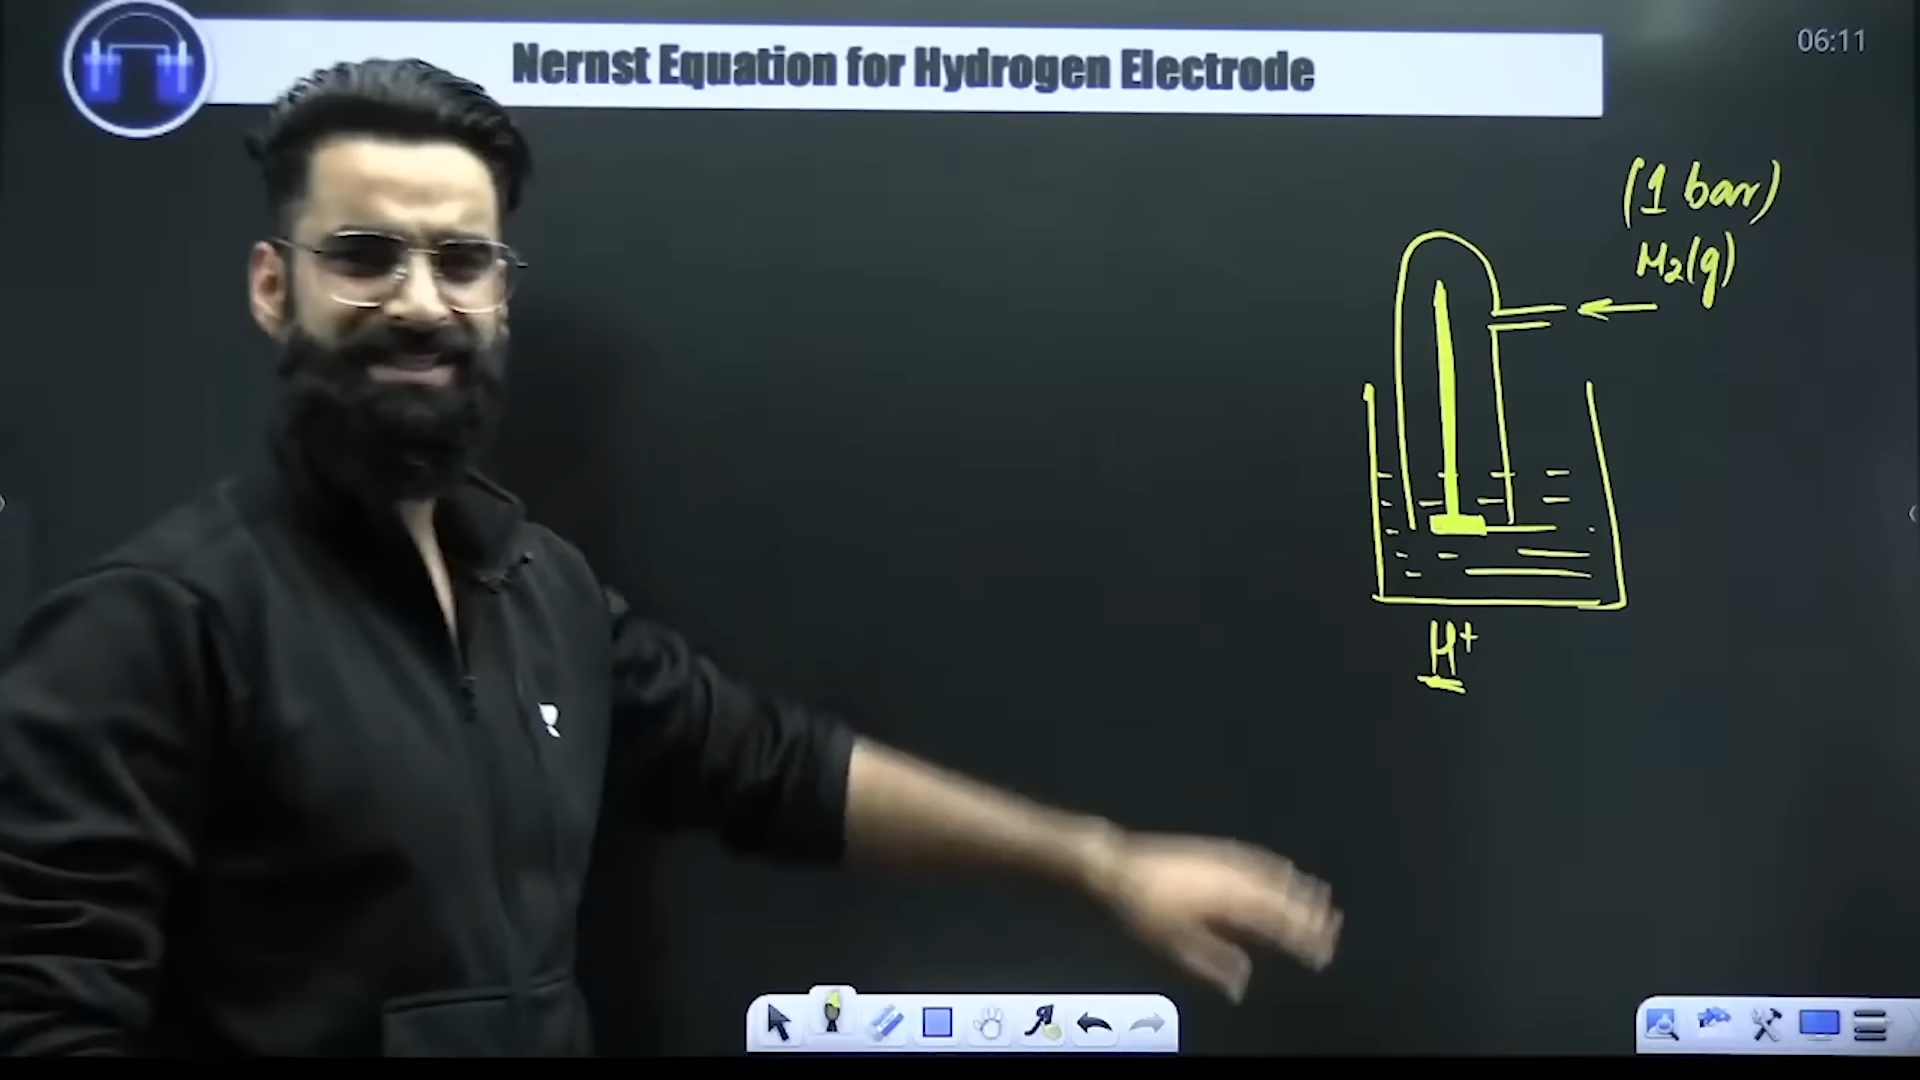 Nernst Equation for Hydrogen Electrode
06:11
(1 bar)
H2(g)
H+